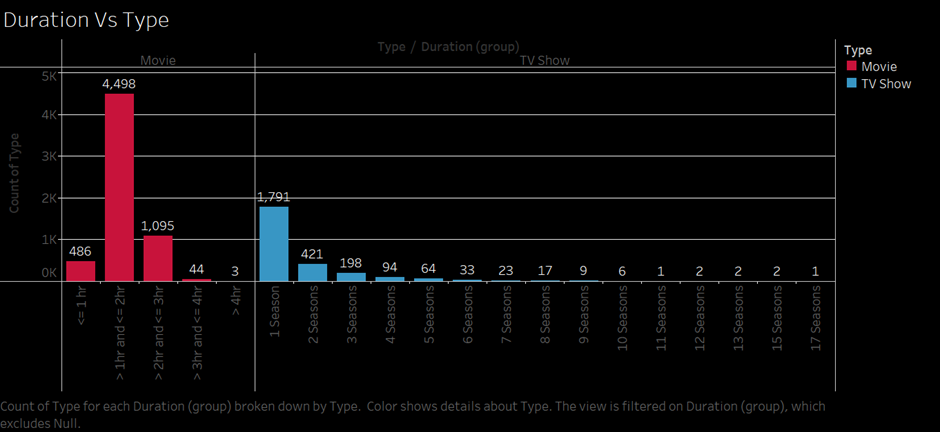 Duration Vs Type
Type / Duration (group)
Movie
TV Show
Type
Movie
TV Show
Count of Type
5K
4K
3K
2K
1K
0K
486
4,498
1,095
44
3
1,791
421
198
94
64
33
23
17
9
6
1
2
2
2
1
<= 1 hr
> 1hr and <= 2hr
> 2hr and <= 3hr
> 3hr and <= 4hr
> 4hr
1 Season
2 Seasons
3 Seasons
4 Seasons
5 Seasons
6 Seasons
7 Seasons
8 Seasons
9 Seasons
10 Seasons
11 Seasons
12 Seasons
13 Seasons
15 Seasons
17 Seasons
Count of Type for each Duration (group) broken down by Type. Color shows details about Type. The view is filtered on Duration (group), which
excludes Null.